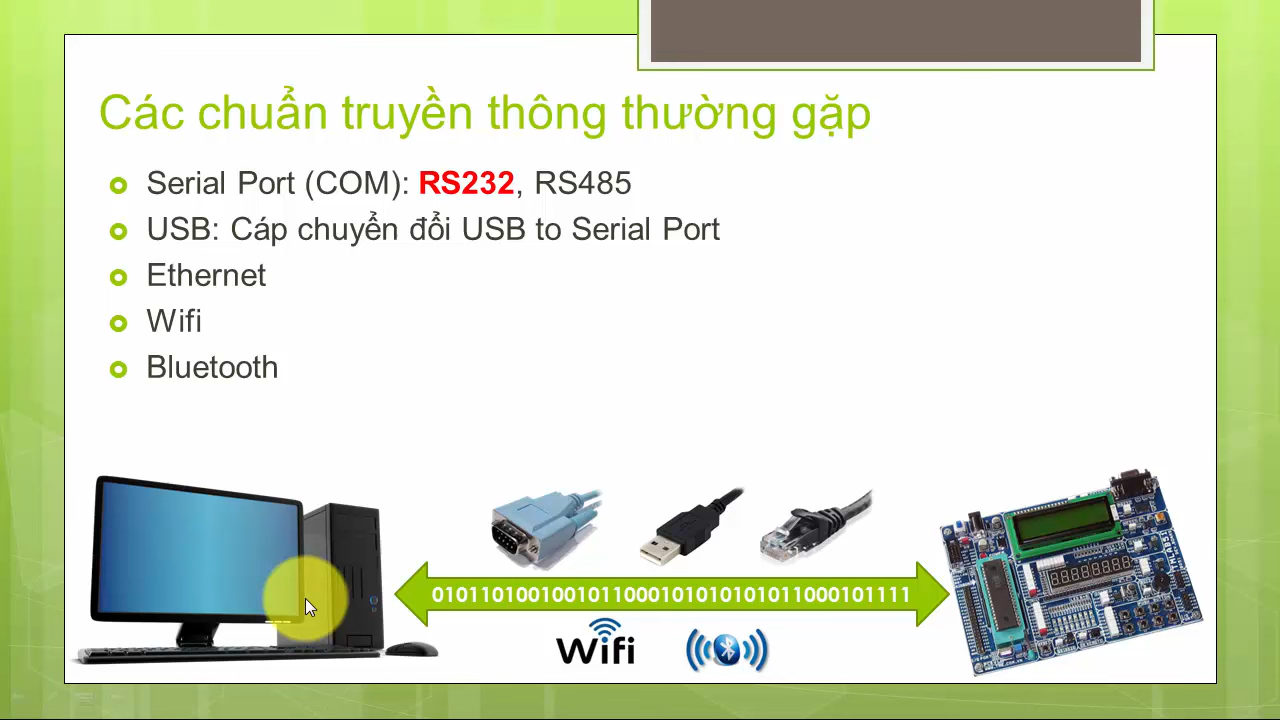 Các chuẩn truyền thông thường gặp
Serial Port (COM): RS232, RS485
USB: Cáp chuyển đổi USB to Serial Port
Ethernet
Wifi
Bluetooth
0101101001001011000101010101011000101111
Wifi